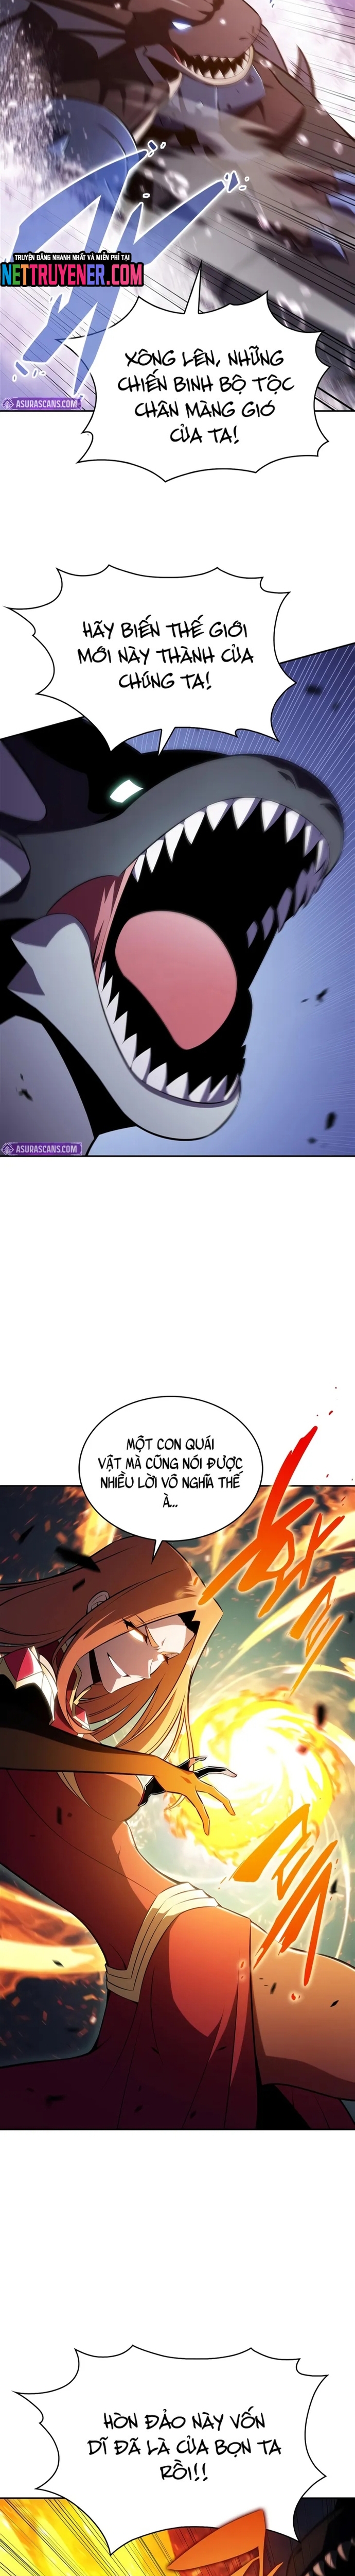 TRUYỆN ĐĂNG NHANH NHẤT VÀ MIỄN PHÍ TẠI
NETTRUYENER.COM
ASURASCANS.COM
XÔNG LÊN, NHỮNG
CHIẾN BINH BỘ TỘC
CHÂN MÀNG GIÓ
CỦA TA!
HÃY BIẾN THẾ GIỚI
MỚI NÀY THÀNH CỦA
CHÚNG TA!
ASURASCANS.COM
MỘT CON QUÁI
VẬT MÀ CŨNG NÓI ĐƯỢC
NHIỀU LỜI VÔ NGHĨA THẾ
À...
HÒN ĐẢO NÀY VỐN
DĨ ĐÃ LÀ CỦA BỌN TA
RỒI!!